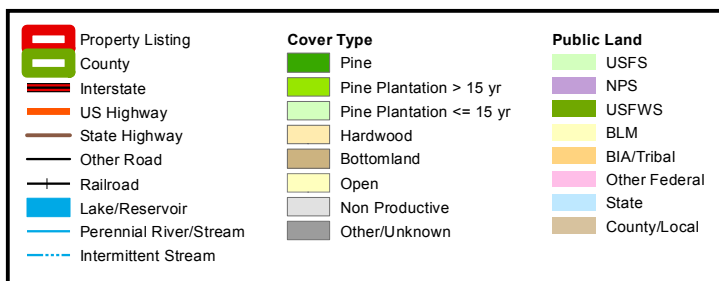 Property Listing
County
Interstate
US Highway
State Highway
Other Road
Railroad
Lake/Reservoir
Perennial River/Stream
Intermittent Stream
Cover Type
Pine
Pine Plantation > 15 yr
Pine Plantation <= 15 yr
Hardwood
Bottomland
Open
Non Productive
Other/Unknown
Public Land
USFS
NPS
USFWS
BLM
BIA/Tribal
Other Federal
State
County/Local